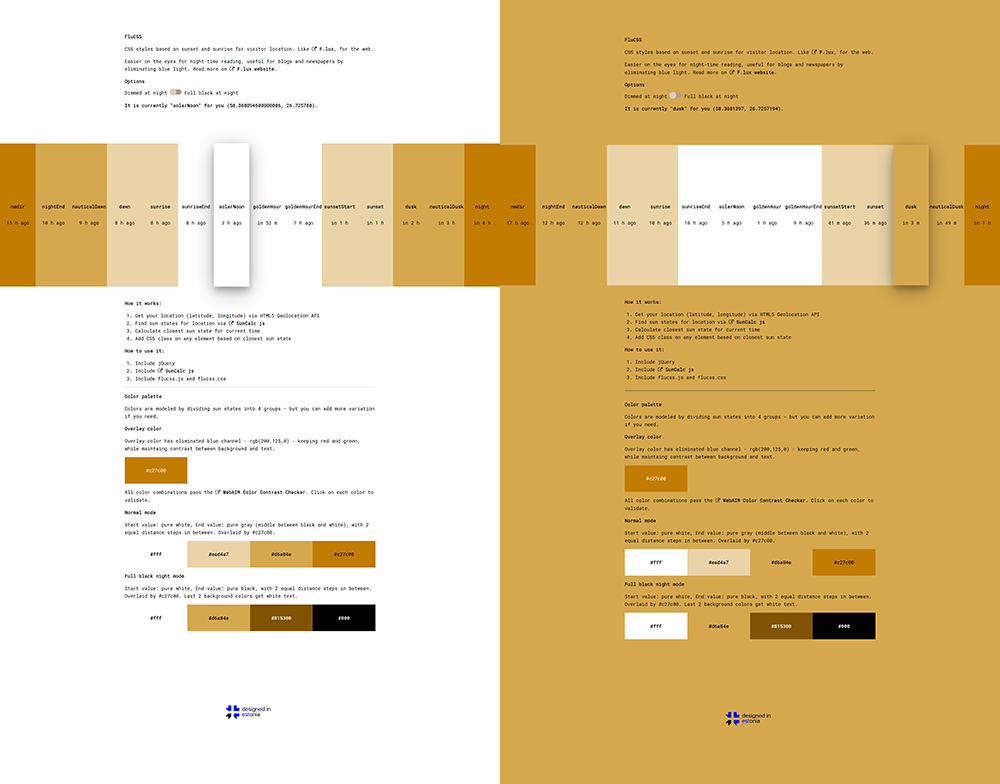 FluCSS
CSS styles based on sunset and sunrise for visitor location. Like F.lux, for the web.
Easier on the eyes for night-time reading, useful for blogs and newspapers by
eliminating blue light. Read more on F.lux website.
Options
Dimmed at night Full black at night
It is currently "solarNoon" for you (58.368094600000006, 26.725788).
nadir nightEnd nauticalDawn dawn sunrise sunriseEnd solarNoon goldenHour goldenHourEnd sunsetStart sunset dusk nauticalDusk night
15 h ago 10 h ago 9 h ago 8 h ago 8 h ago 8 h ago 3 h ago in 52 m 7 h ago in 1 h in 1 h in 2 h in 3 h in 4 h
How it works:
1. Get your location (latitude, longitude) via HTML5 Geolocation API
2. Find sun states for location via SunCalc js
3. Calculate closest sun state for current time
4. Add CSS class on any element based on closest sun state
How to use it:
1. Include jQuery
2. Include SunCalc js
3. Include flucss.js and flucss.css
Color palette
Colors are modeled by dividing sun states into 4 groups – but you can add more variation
if you need.
Overlay color
Overlay color has eliminated blue channel - rgb(200,125,0) - keeping red and green,
while maintaing contrast between background and text.
#c27c00
All color combinations pass the WebAIM Color Contrast Checker. Click on each color to
validate.
Normal mode
Start value: pure white, End value: pure gray (middle between black and white), with 2
equal distance steps in between. Overlaid by #c27c00.
#fff #ead4a7 #d6a84e #c27c00
Full black night mode
Start value: pure white, End value: pure black, with 2 equal distance steps in between.
Overlaid by #c27c00. Last 2 background colors get white text.
#fff #d6a84e #815300 #000
designed in
estonia
FluCSS
CSS styles based on sunset and sunrise for visitor location. Like F.lux, for the web.
Easier on the eyes for night-time reading, useful for blogs and newspapers by
eliminating blue light. Read more on F.lux website.
Options
Dimmed at night Full black at night
It is currently "dusk" for you (58.3681397, 26.7257194).
nadir nightEnd nauticalDawn dawn sunrise sunriseEnd solarNoon goldenHour goldenHourEnd sunsetStart sunset dusk nauticalDusk night
17 h ago 12 h ago 12 h ago 11 h ago 10 h ago 10 h ago 5 h ago 1 h ago 9 h ago 41 m ago 36 m ago in 3 m in 49 m in 1 h
How it works:
1. Get your location (latitude, longitude) via HTML5 Geolocation API
2. Find sun states for location via SunCalc js
3. Calculate closest sun state for current time
4. Add CSS class on any element based on closest sun state
How to use it:
1. Include jQuery
2. Include SunCalc js
3. Include flucss.js and flucss.css
Color palette
Colors are modeled by dividing sun states into 4 groups – but you can add more variation
if you need.
Overlay color
Overlay color has eliminated blue channel - rgb(200,125,0) - keeping red and green,
while maintaing contrast between background and text.
#c27c00
All color combinations pass the WebAIM Color Contrast Checker. Click on each color to
validate.
Normal mode
Start value: pure white, End value: pure gray (middle between black and white), with 2
equal distance steps in between. Overlaid by #c27c00.
#fff #ead4a7 #d6a84e #c27c00
Full black night mode
Start value: pure white, End value: pure black, with 2 equal distance steps in between.
Overlaid by #c27c00. Last 2 background colors get white text.
#fff #d6a84e #815300 #000
designed in
estonia